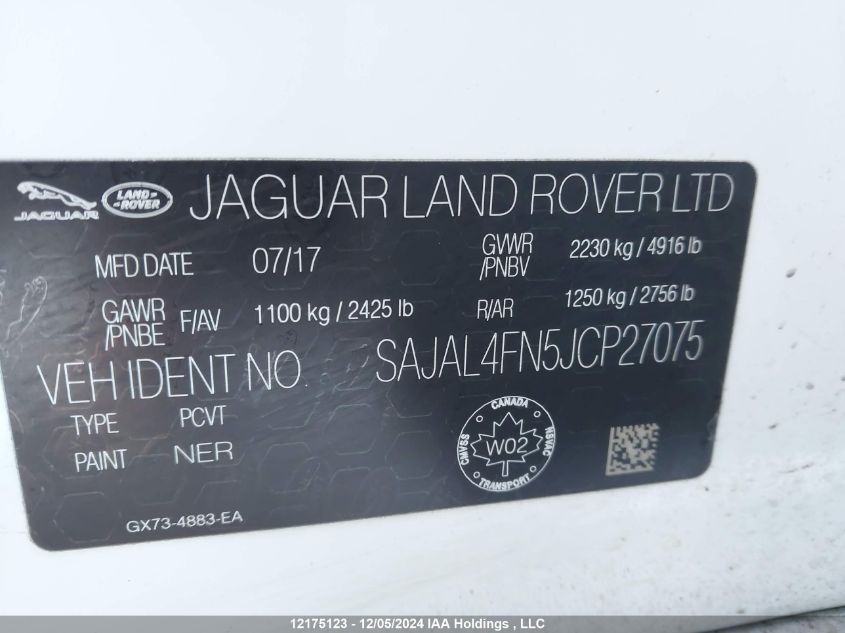 JAGUAR LAND-ROVER JAGUAR LAND ROVER LTD
MFD DATE 07/17 GVWR/PNBV 2230 kg / 4916 lb
GAWR/PNBE F/AV 1100 kg / 2425 lb R/AR 1250 kg / 2756 lb
VEH IDENT NO. SAJAL4FN5JCP27075
TYPE PCVT
PAINT NER
CANADA
CMVSS W02 NSVAC
TRANSPORT
GX73-4883-EA
12175123 - 12/05/2024 IAA Holdings , LLC